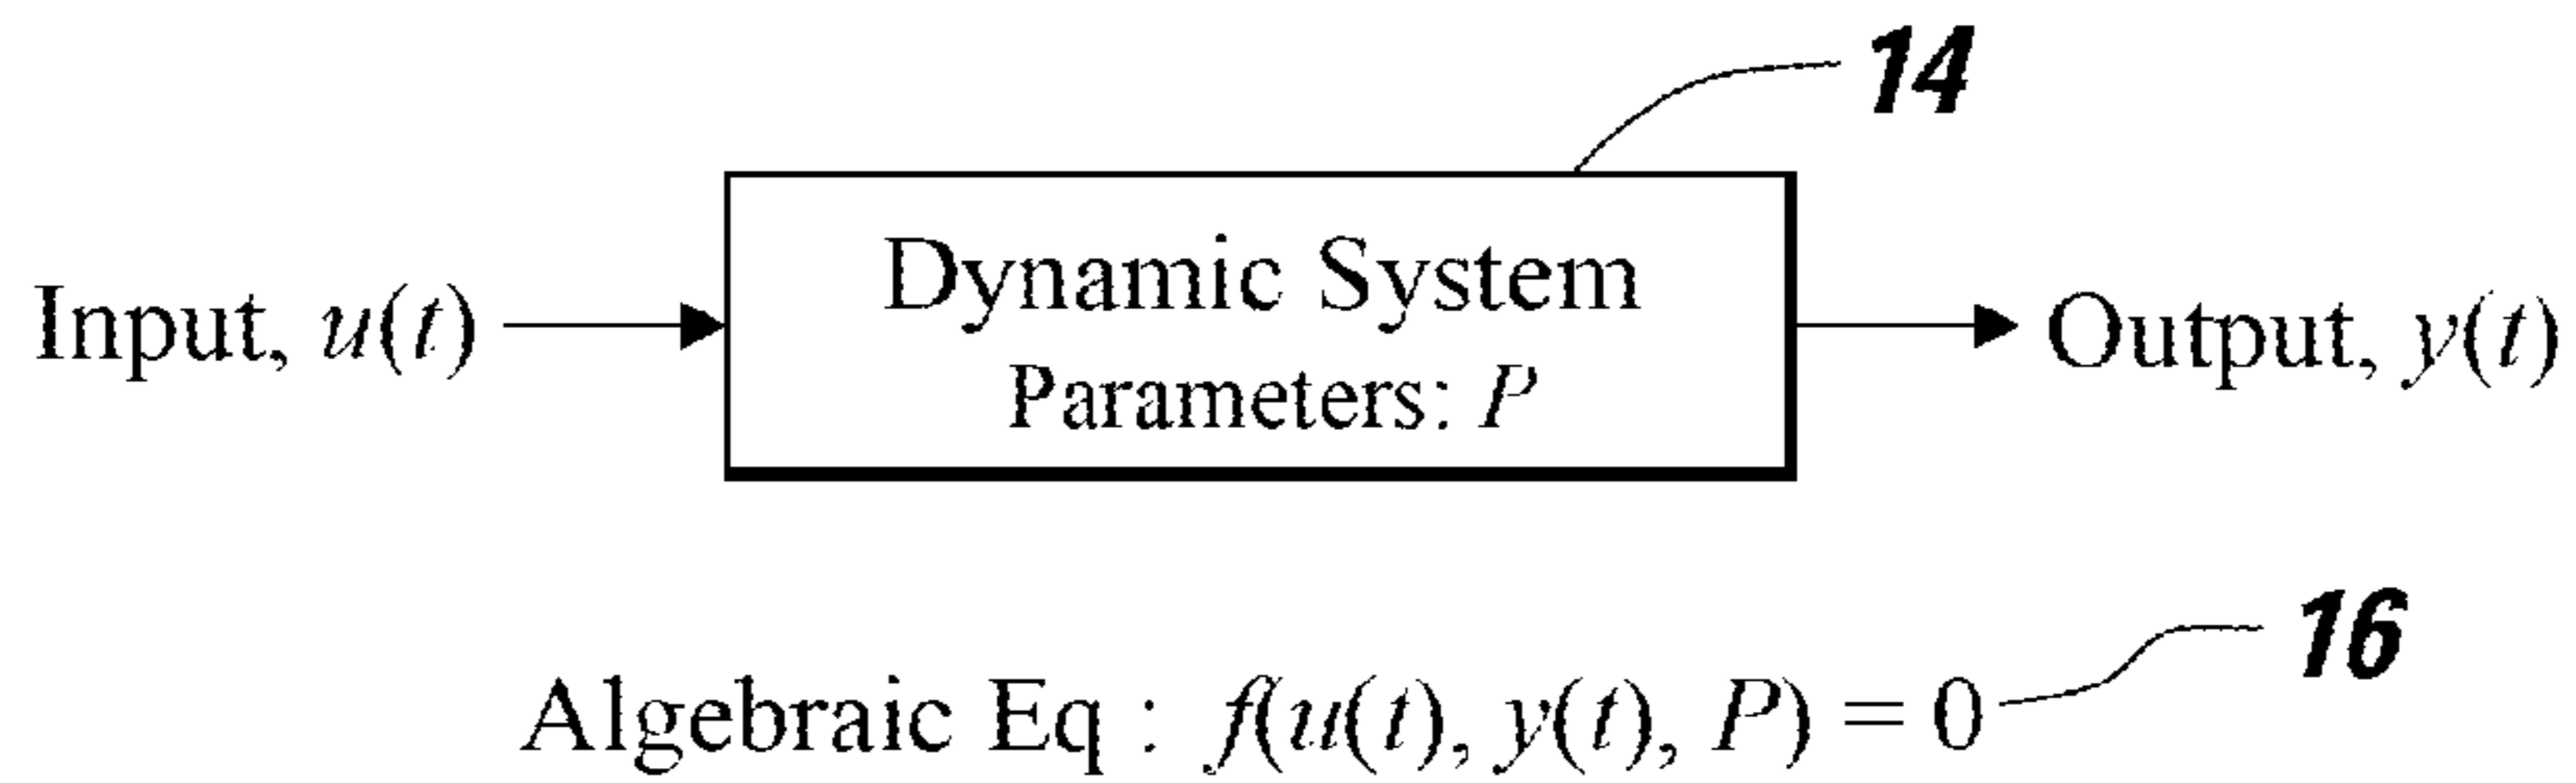 14
Dynamic System
Input, u(t)
Output, y(t)
Parameters: P
16
Algebraic Eq : f(u(t), y(t), P) = 0